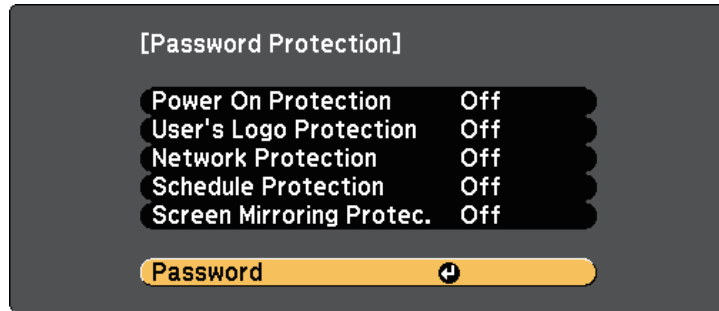 [Password Protection]
Power On Protection Off
User's Logo Protection Off
Network Protection Off
Schedule Protection Off
Screen Mirroring Protec. Off
Password